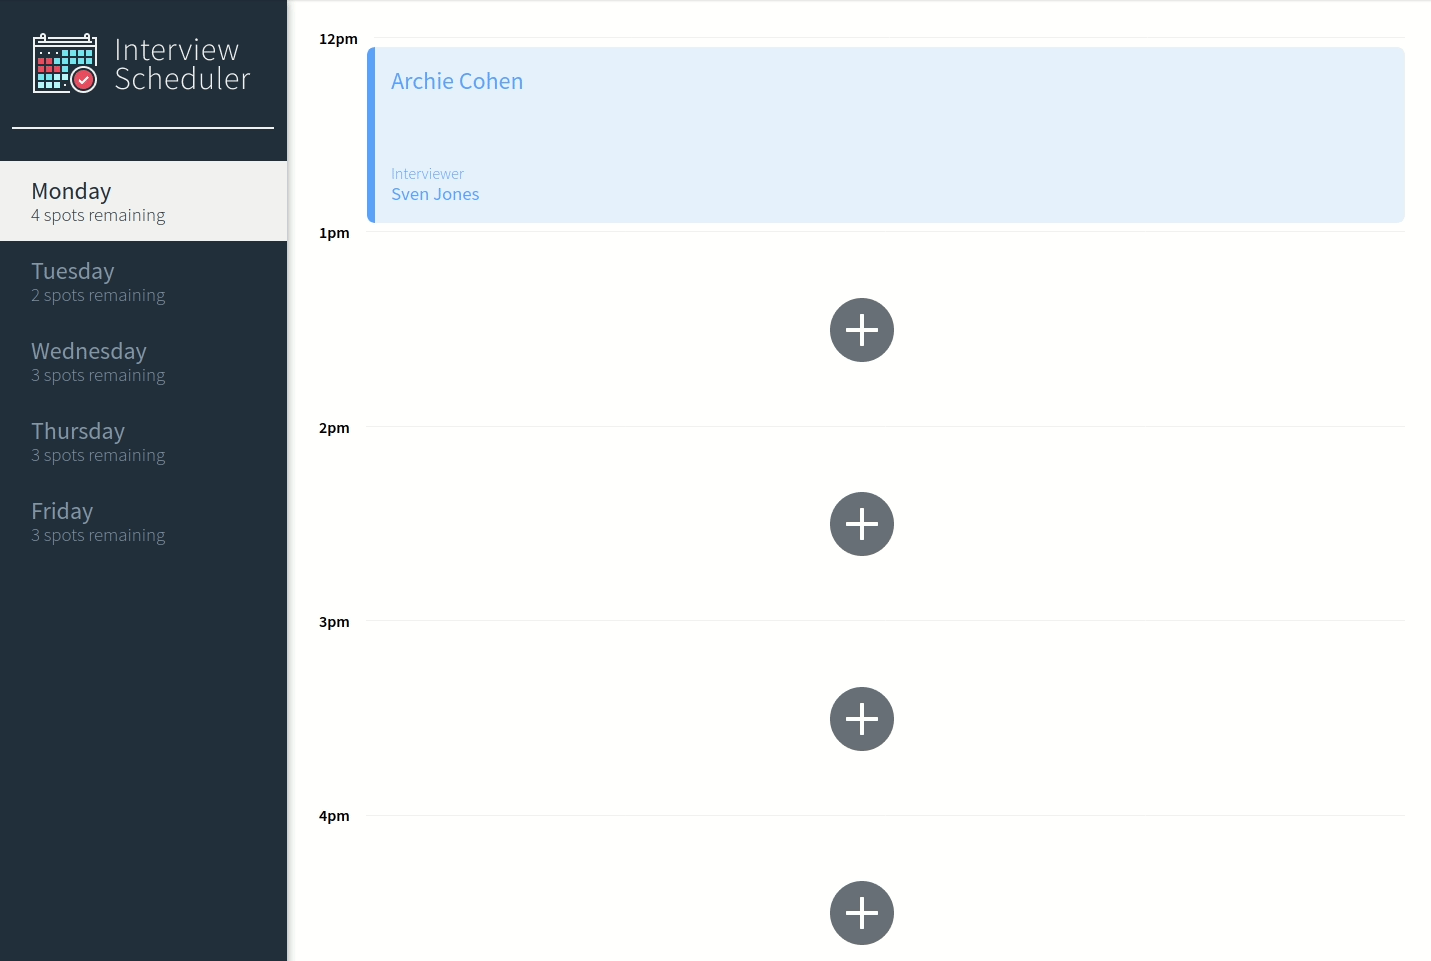 Interview
Scheduler
Monday
4 spots remaining
Tuesday
2 spots remaining
Wednesday
3 spots remaining
Thursday
3 spots remaining
Friday
3 spots remaining
12pm
Archie Cohen
Interviewer
Sven Jones
1pm
2pm
3pm
4pm